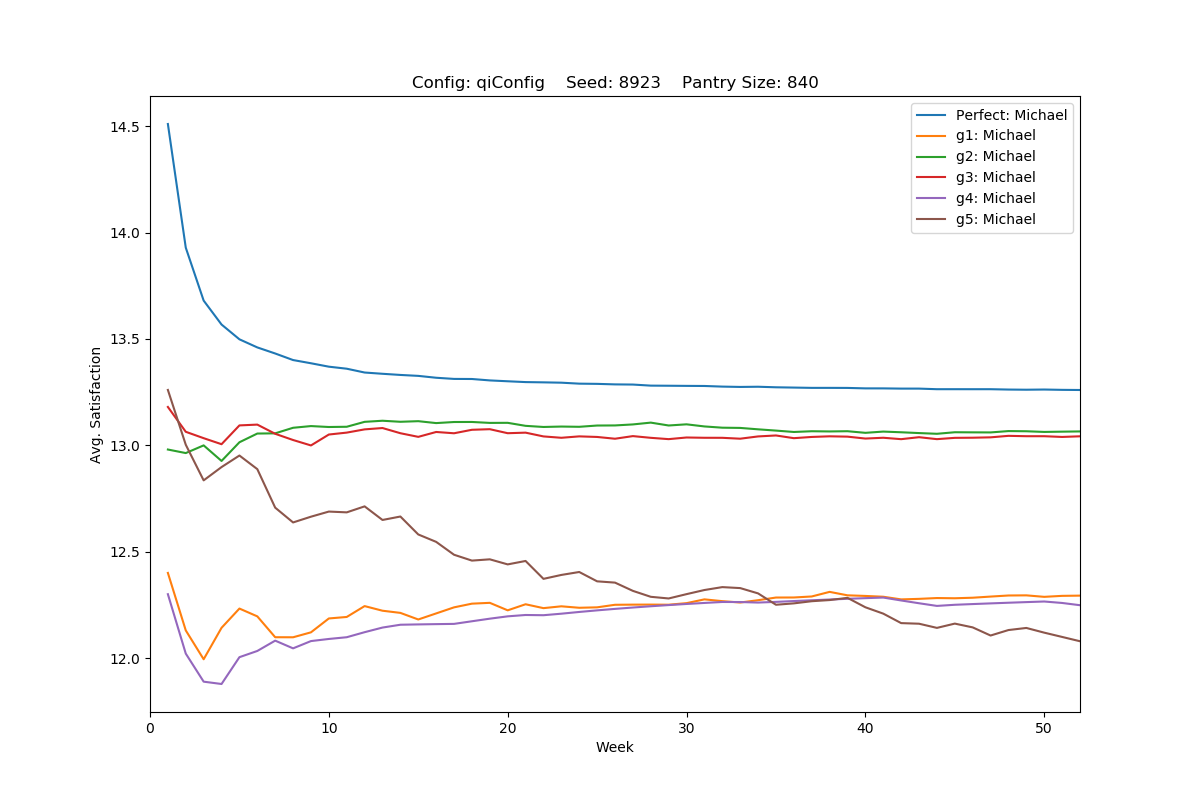 Config: qiConfig    Seed: 8923    Pantry Size: 840
Perfect: Michael
g1: Michael
g2: Michael
g3: Michael
g4: Michael
g5: Michael
14.5
14.0
13.5
13.0
12.5
12.0
Avg. Satisfaction
0 10 20 30 40 50
Week